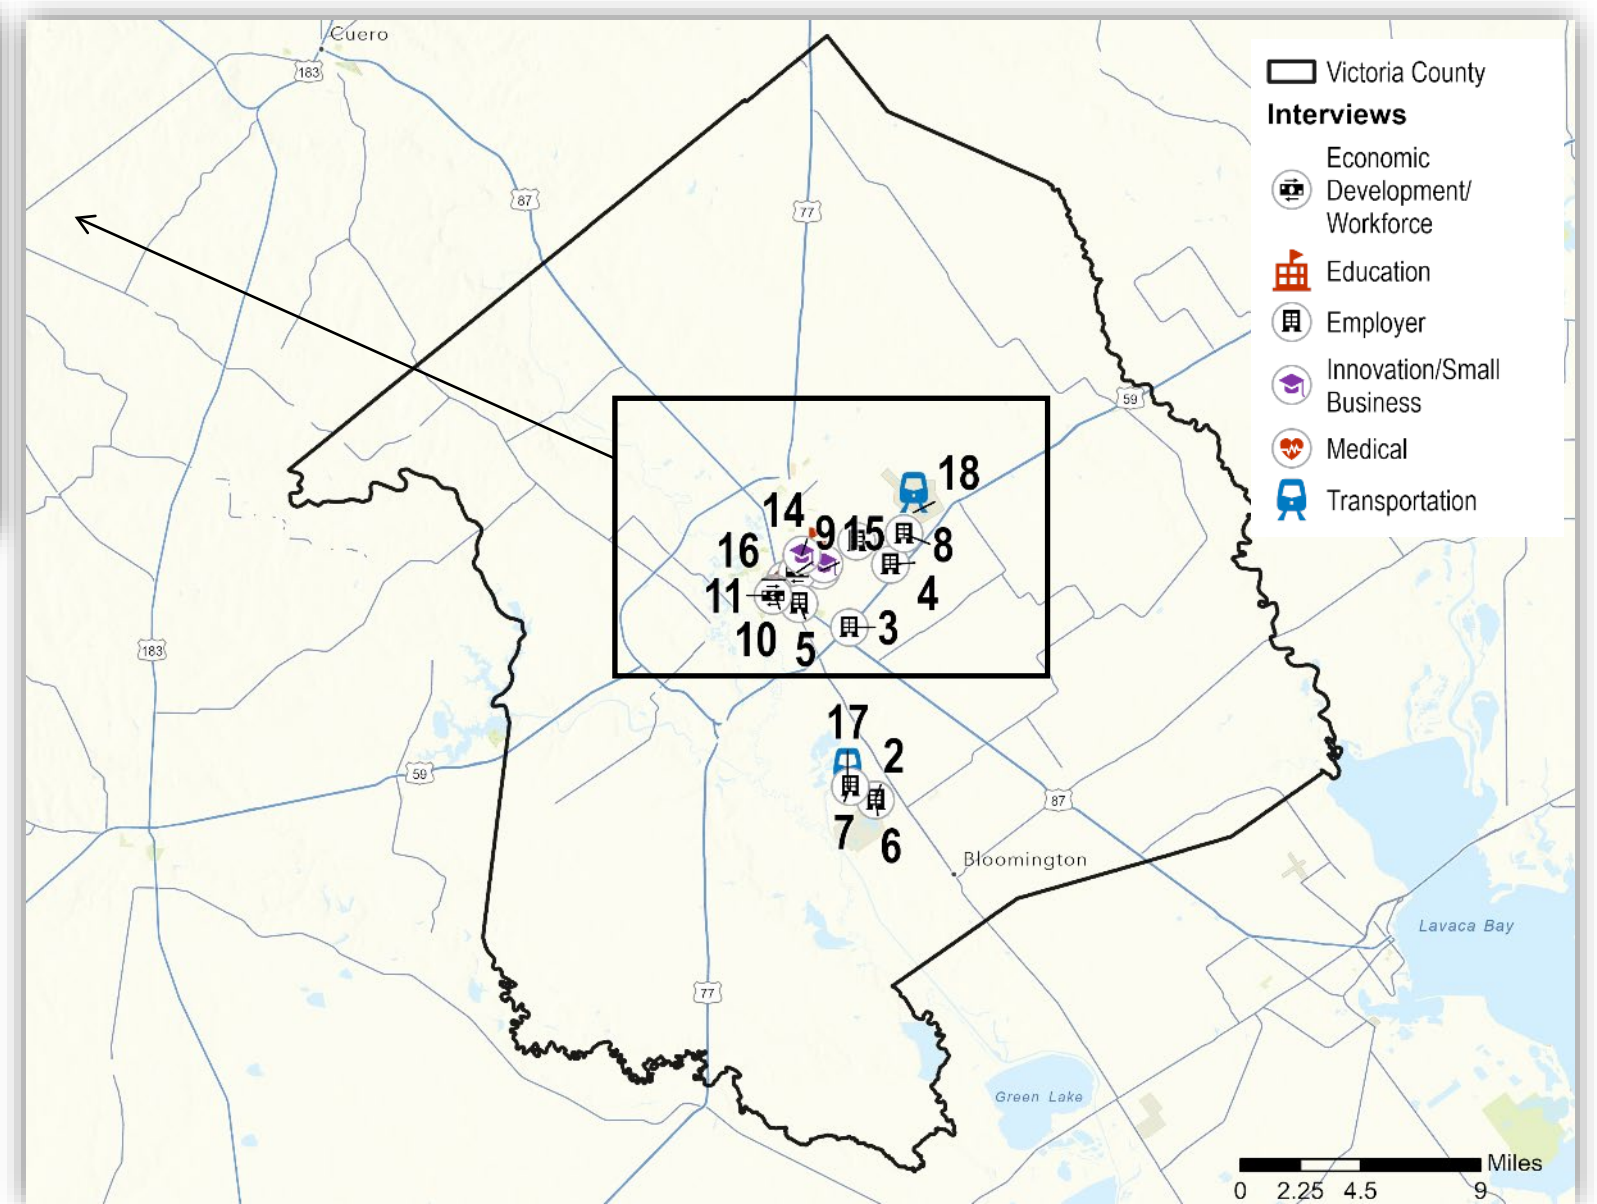 Cuero
183
87
77
Victoria County
Interviews
Economic
Development/
Workforce
Education
Employer
Innovation/Small
Business
Medical
Transportation
59
18
14
9
15
16
8
4
11
10
5
3
183
17
2
59
87
7
6
Bloomington
Lavaca Bay
77
Green Lake
Miles
0 2.25 4.5 9